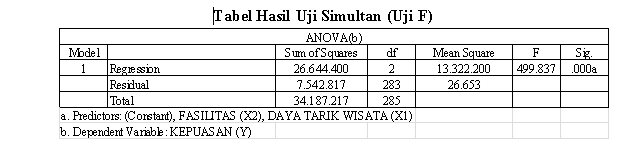 Tabel Hasil Uji Simultan (Uji F)
ANOVA(b)
Model Sum of Squares df Mean Square F Sig.
1 Regression 26.644.400 2 13.322.200 499.837 .000a
Residual 7.542.817 283 26.653
Total 34.187.217 285
a. Predictors: (Constant), FASILITAS (X2), DAYA TARIK WISATA (X1)
b. Dependent Variable: KEPUASAN (Y)